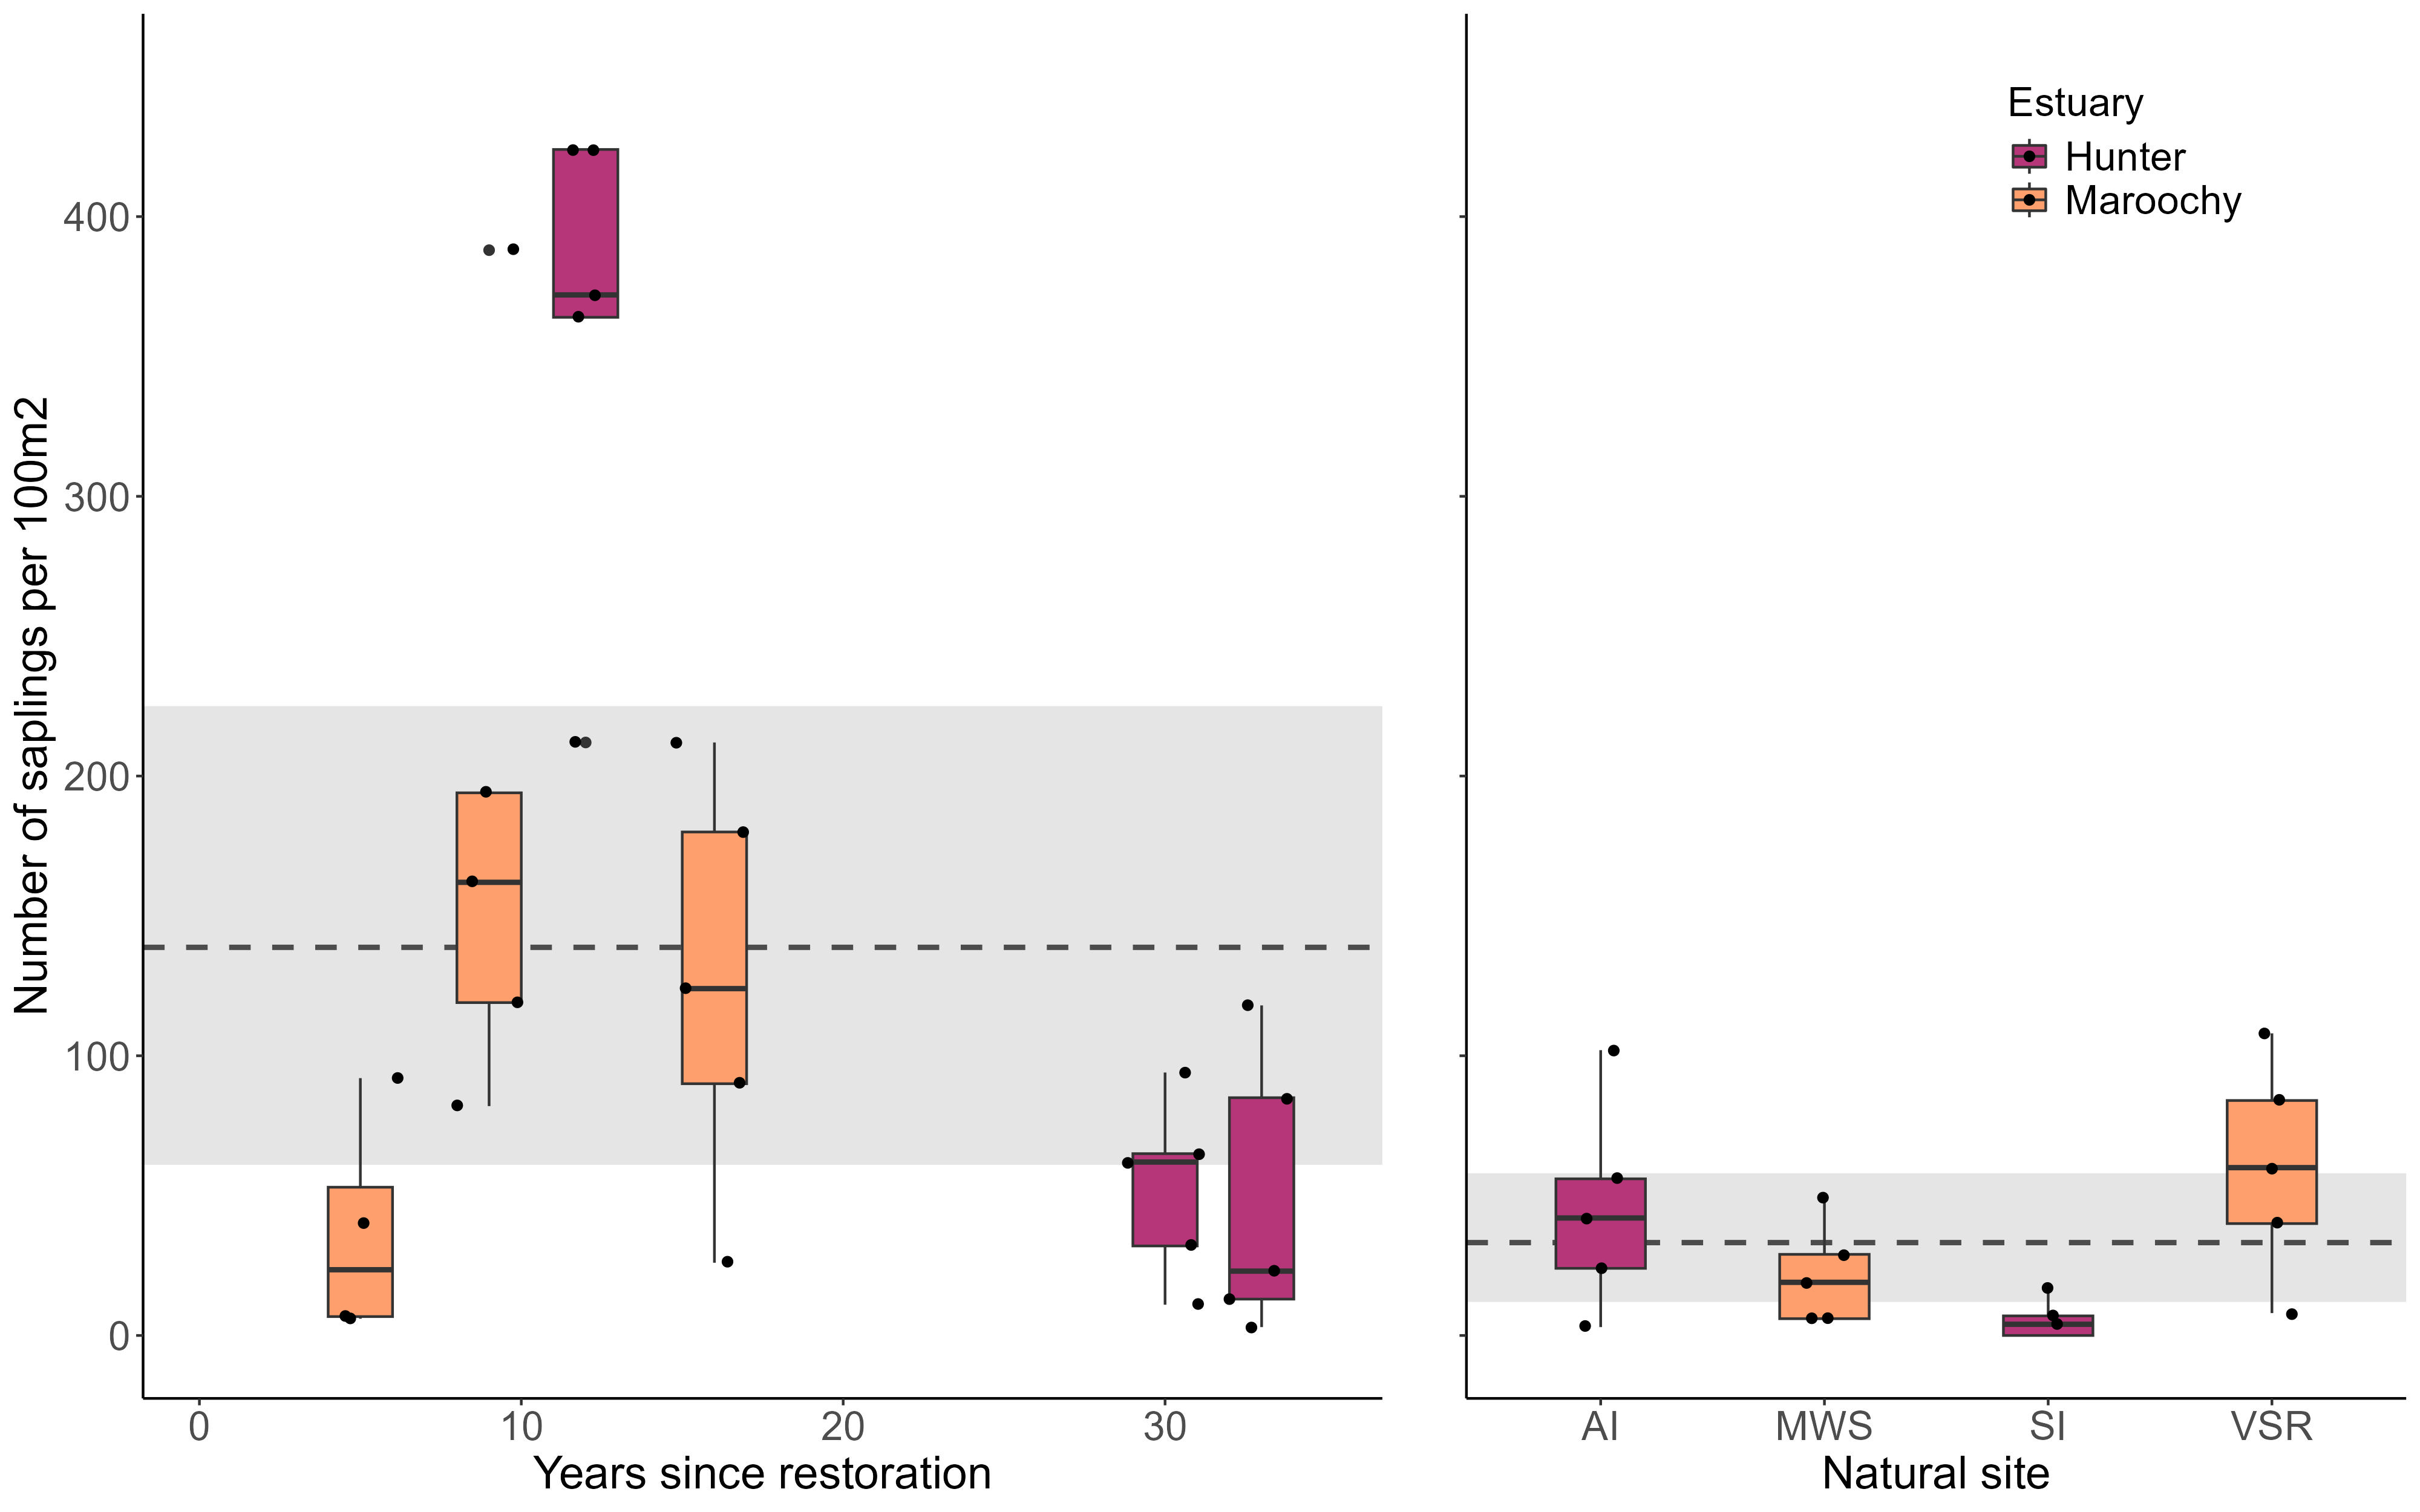 Number of saplings per 100m2
400
300
200
100
0
0 10 20 30
Years since restoration
Estuary
Hunter
Maroochy
AI MWS SI VSR
Natural site